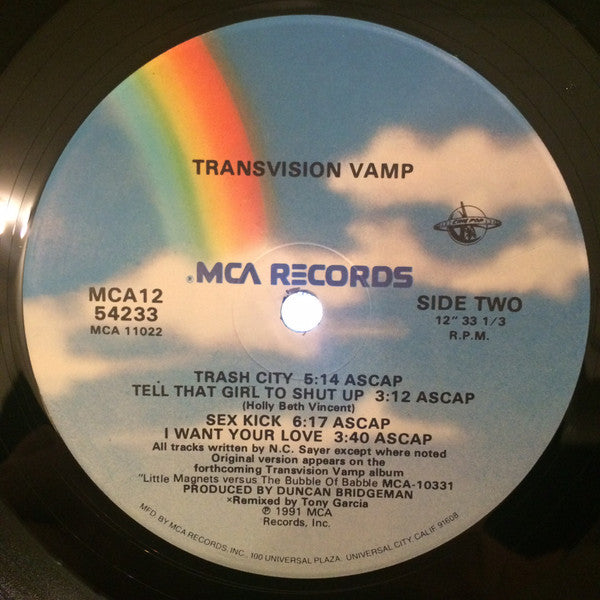 TRANSVISION VAMP
®MCA RECORDS
MCA12
54233
MCA 11022
SIDE TWO
12" 33 1/3
R.P.M.
TRASH CITY 5:14 ASCAP
TELL THAT GIRL TO SHUT UP 3:12 ASCAP
(Holly Beth Vincent)
SEX KICK 6:17 ASCAP
I WANT YOUR LOVE 3:40 ASCAP
All tracks written by N.C. Sayer except where noted
Original version appears on the
forthcoming Transvision Vamp album
"Little Magnets versus The Bubble Of Babble MCA-10331
PRODUCED BY DUNCAN BRIDGEMAN
×Remixed by Tony Garcia
℗ 1991 MCA
Records, Inc.
MFD. BY MCA RECORDS, INC. 100 UNIVERSAL PLAZA. UNIVERSAL CITY. CALIF. 91608